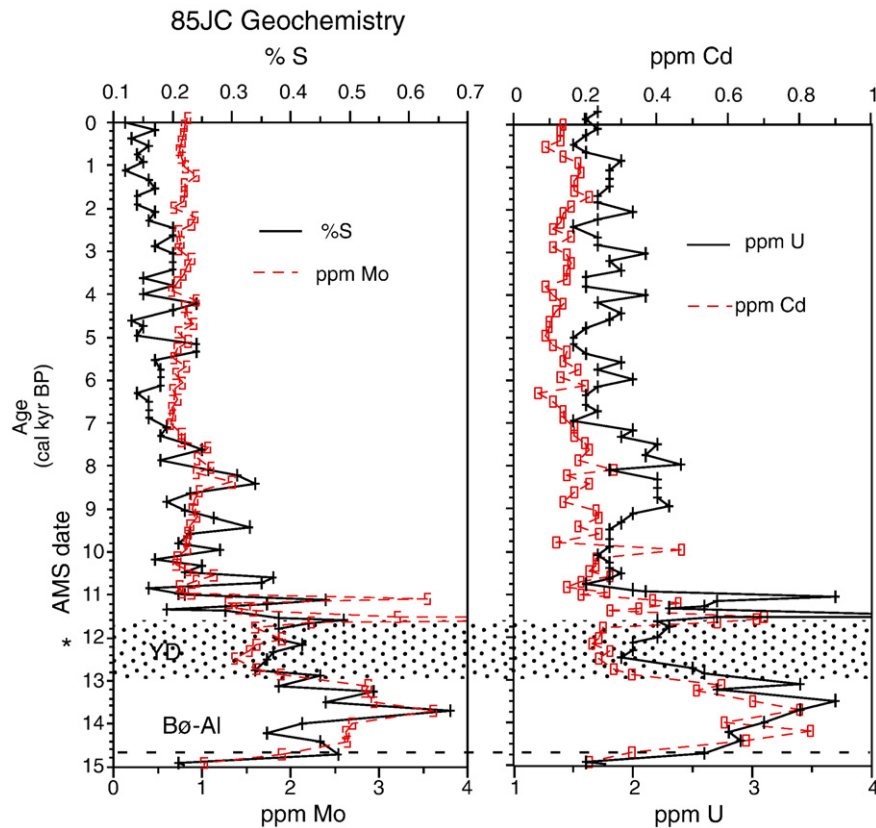 85JC Geochemistry
% S
0.1 0.2 0.3 0.4 0.5 0.6 0.7
ppm Cd
0 0.2 0.4 0.6 0.8 1
Age
(cal kyr BP)
AMS date
*
0
1
2
3
4
5
6
7
8
9
10
11
12
13
14
15
%S
ppm Mo
ppm U
ppm Cd
YD
Bø-Al
0 1 2 3 4
ppm Mo
1 2 3 4
ppm U